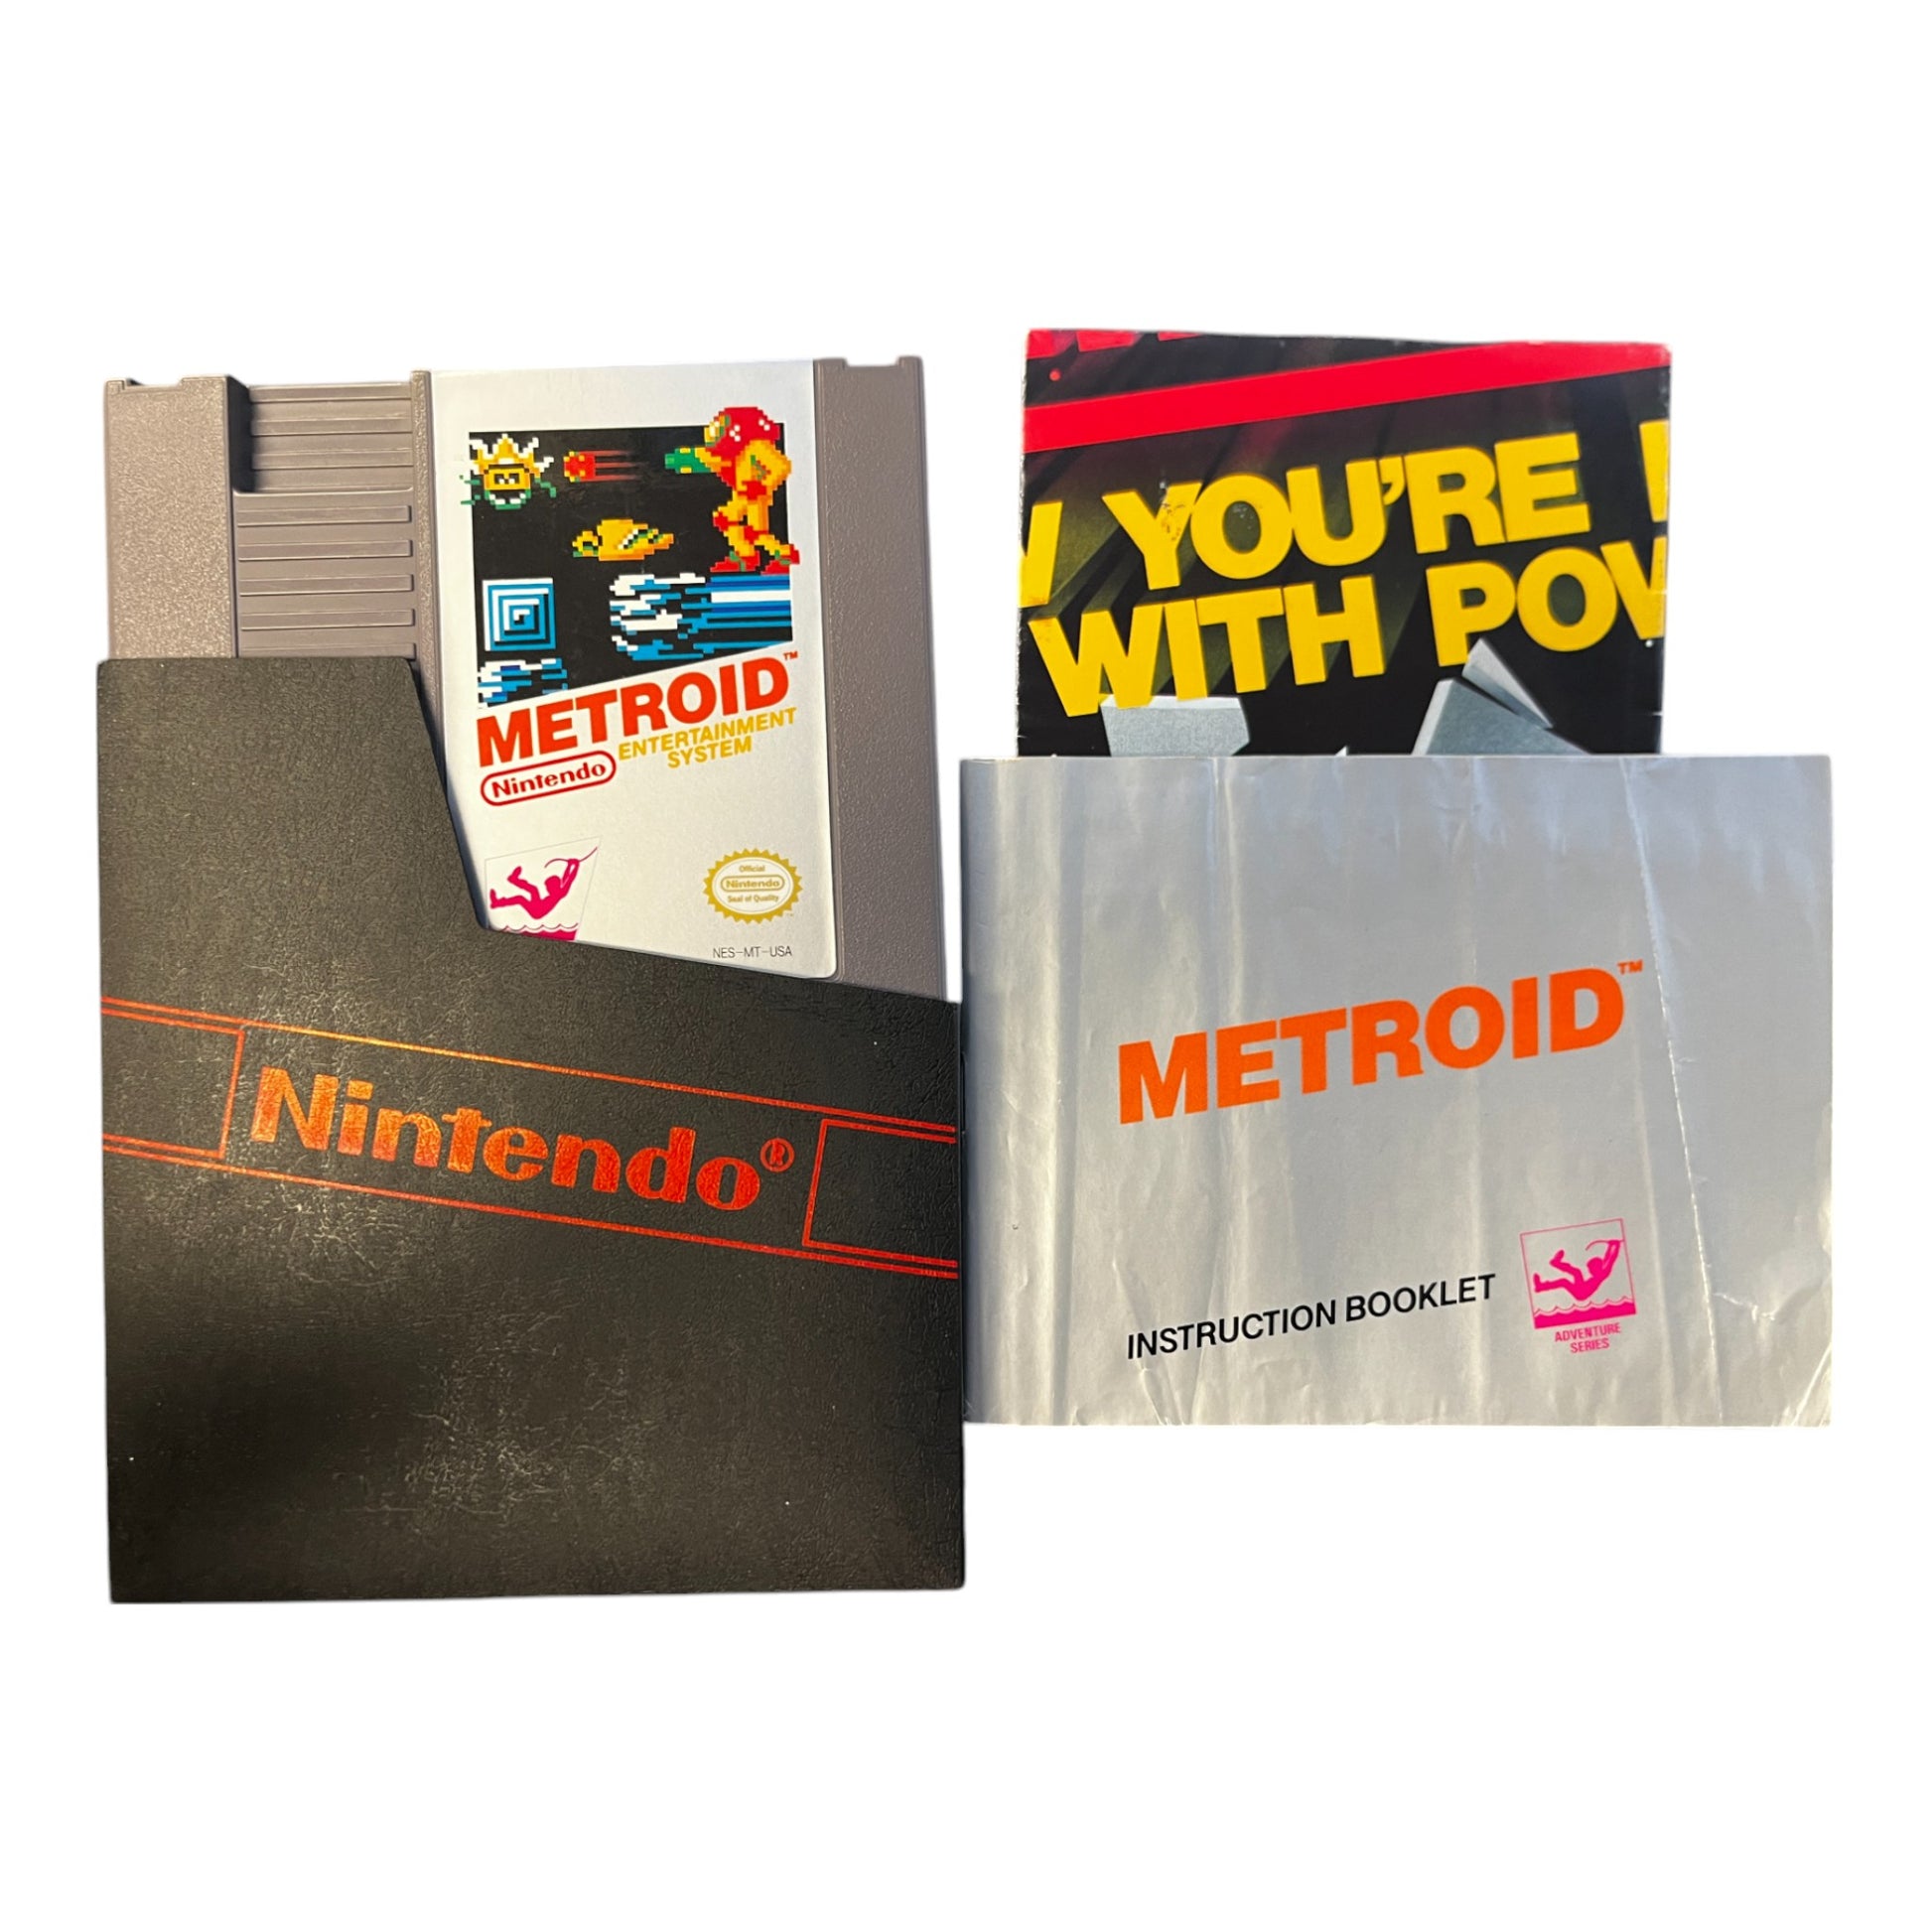 METROID™
Nintendo
ENTERTAINMENT
SYSTEM
Official
Nintendo
Seal of Quality
NES-MT-USA
Nintendo®
YOU'RE
WITH
METROID™
INSTRUCTION BOOKLET
ADVENTURE
SERIES